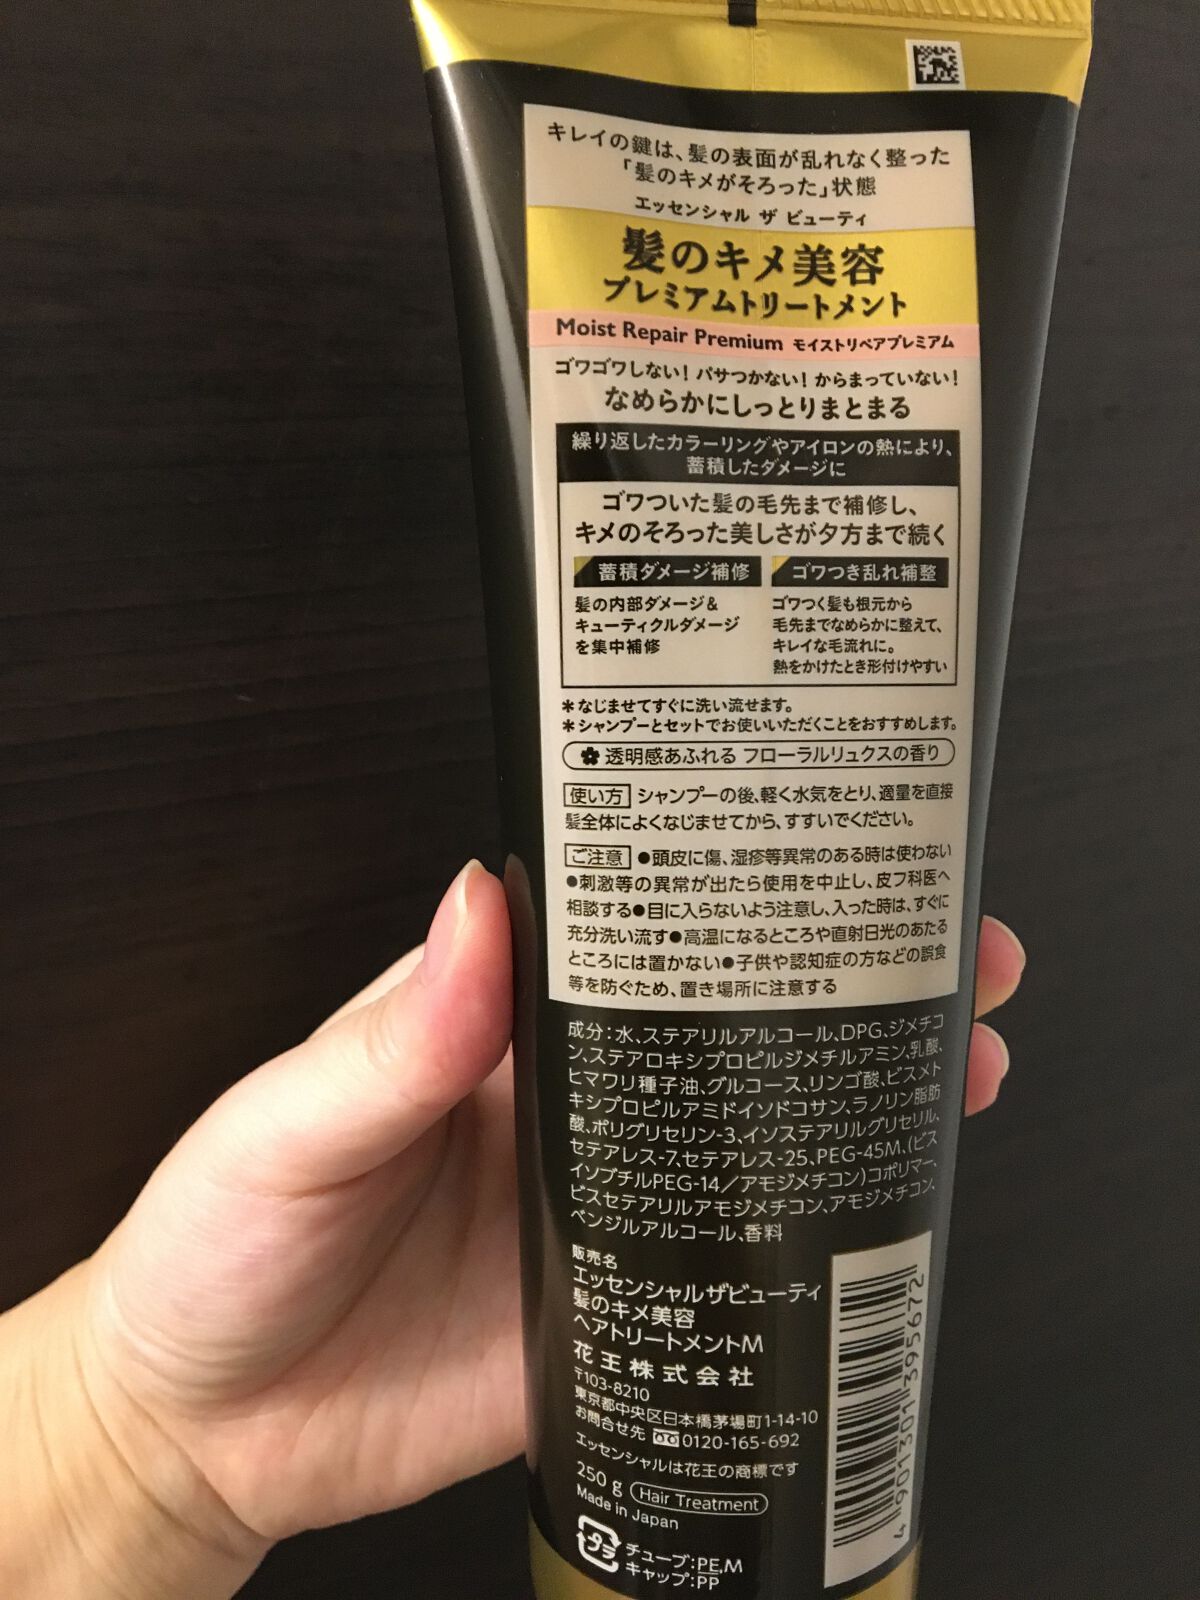 キレイの鍵は、髪の表面が乱れなく整った
「髪のキメがそろった」状態
エッセンシャル ザ ビューティ
髪のキメ美容
プレミアムトリートメント
Moist Repair Premium モイストリペアプレミアム
ゴワゴワしない！パサつかない！からまっていない！
なめらかにしっとりまとまる
繰り返したカラーリングやアイロンの熱により、
蓄積したダメージに
ゴワついた髪の毛先まで補修し、
キメのそろった美しさが夕方まで続く
蓄積ダメージ補修
髪の内部ダメージ&
キューティクルダメージ
を集中補修
ゴワつき乱れ補整
ゴワつく髪も根元から
毛先までなめらかに整えて、
キレイな毛流れに。
熱をかけたとき形付けやすい
＊なじませてすぐに洗い流せます。
＊シャンプーとセットでお使いいただくことをおすすめします。
透明感あふれる フローラルリュクスの香り
使い方 シャンプーの後、軽く水気をとり、適量を直接
髪全体によくなじませてから、すすいでください。
ご注意 ●頭皮に傷、湿疹等異常のある時は使わない
●刺激等の異常が出たら使用を中止し、皮フ科医へ
相談する●目に入らないよう注意し、入った時は、すぐに
充分洗い流す●高温になるところや直射日光のあたる
ところには置かない●子供や認知症の方などの誤食
等を防ぐため、置き場所に注意する
成分：水、ステアリルアルコール、DPG、ジメチコ
ン、ステアロキシプロピルジメチルアミン、乳酸、
ヒマワリ種子油、グルコース、リンゴ酸、ビスメト
キシプロピルアミドイソドコサン、ラノリン脂肪
酸、ポリグリセリン-3、イソステアリルグリセリル、
セテアレス-7、セテアレス-25、PEG-45M、(ビス
イソブチルPEG-14／アモジメチコン)コポリマー、
ビスセテアリルアモジメチコン、アモジメチコン、
ベンジルアルコール、香料
販売名
エッセンシャルザビューティ
髪のキメ美容
ヘアトリートメントM
花王株式会社
〒103-8210
東京都中央区日本橋茅場町1-14-10
お問合せ先 0120-165-692
エッセンシャルは花王の商標です
250 g Hair Treatment
Made in Japan
プラ
チューブ:PE,M
キャップ:PP
4 901301 395672